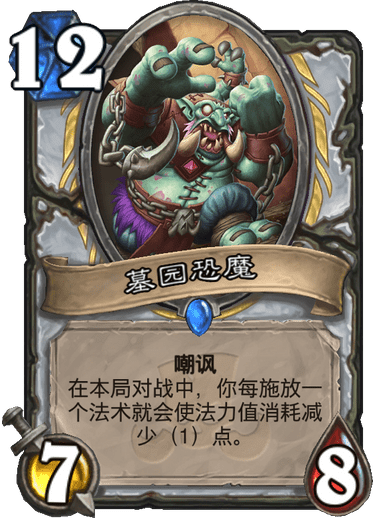 12
墓园恐魔
嘲讽
在本局对战中，你每施放一
个法术就会使法力值消耗减
少（1）点。
7
8